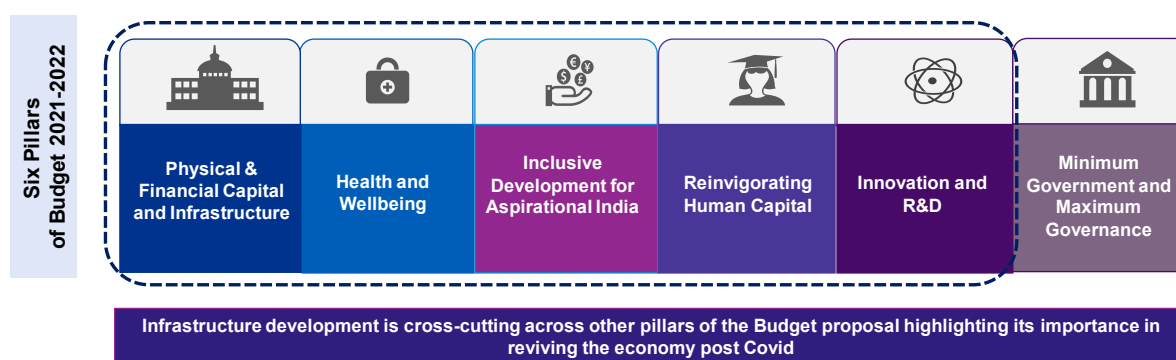 Six Pillars
of Budget 2021-2022
Physical &
Financial Capital
and Infrastructure
Health and
Wellbeing
Inclusive
Development for
Aspirational India
Reinvigorating
Human Capital
Innovation and
R&D
Minimum
Government and
Maximum
Governance
Infrastructure development is cross-cutting across other pillars of the Budget proposal highlighting its importance in
reviving the economy post Covid